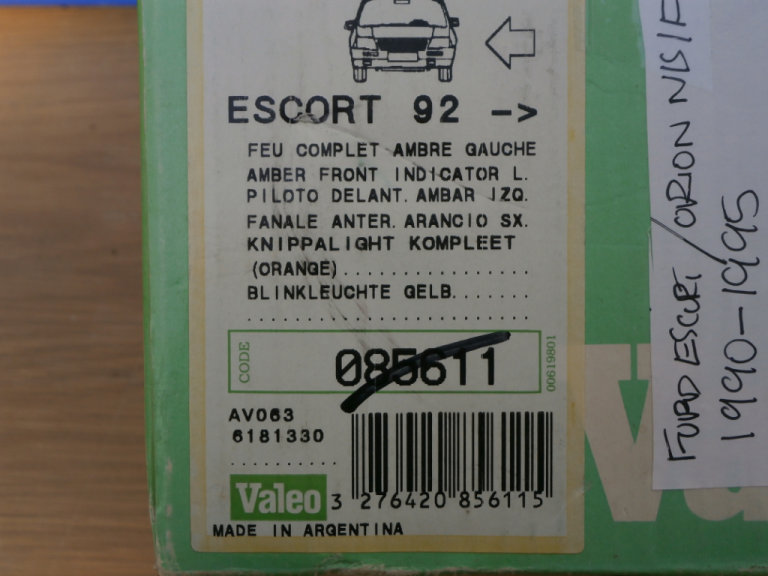 ESCORT 92 ->
FEU COMPLET AMBRE GAUCHE
AMBER FRONT INDICATOR L.
PILOTO DELANT. AMBAR IZQ.
FANALE ANTER. ARANCIO SX.
KNIPPALIGHT KOMPLEET
(ORANGE)......................
BLINKLEUCHTE GELB.......
..............................
CODE
085611
00619801
AV063
6181330
...........
Valeo
3 276420 856115
MADE IN ARGENTINA
FORD ESCORT/ORION
1990-1995